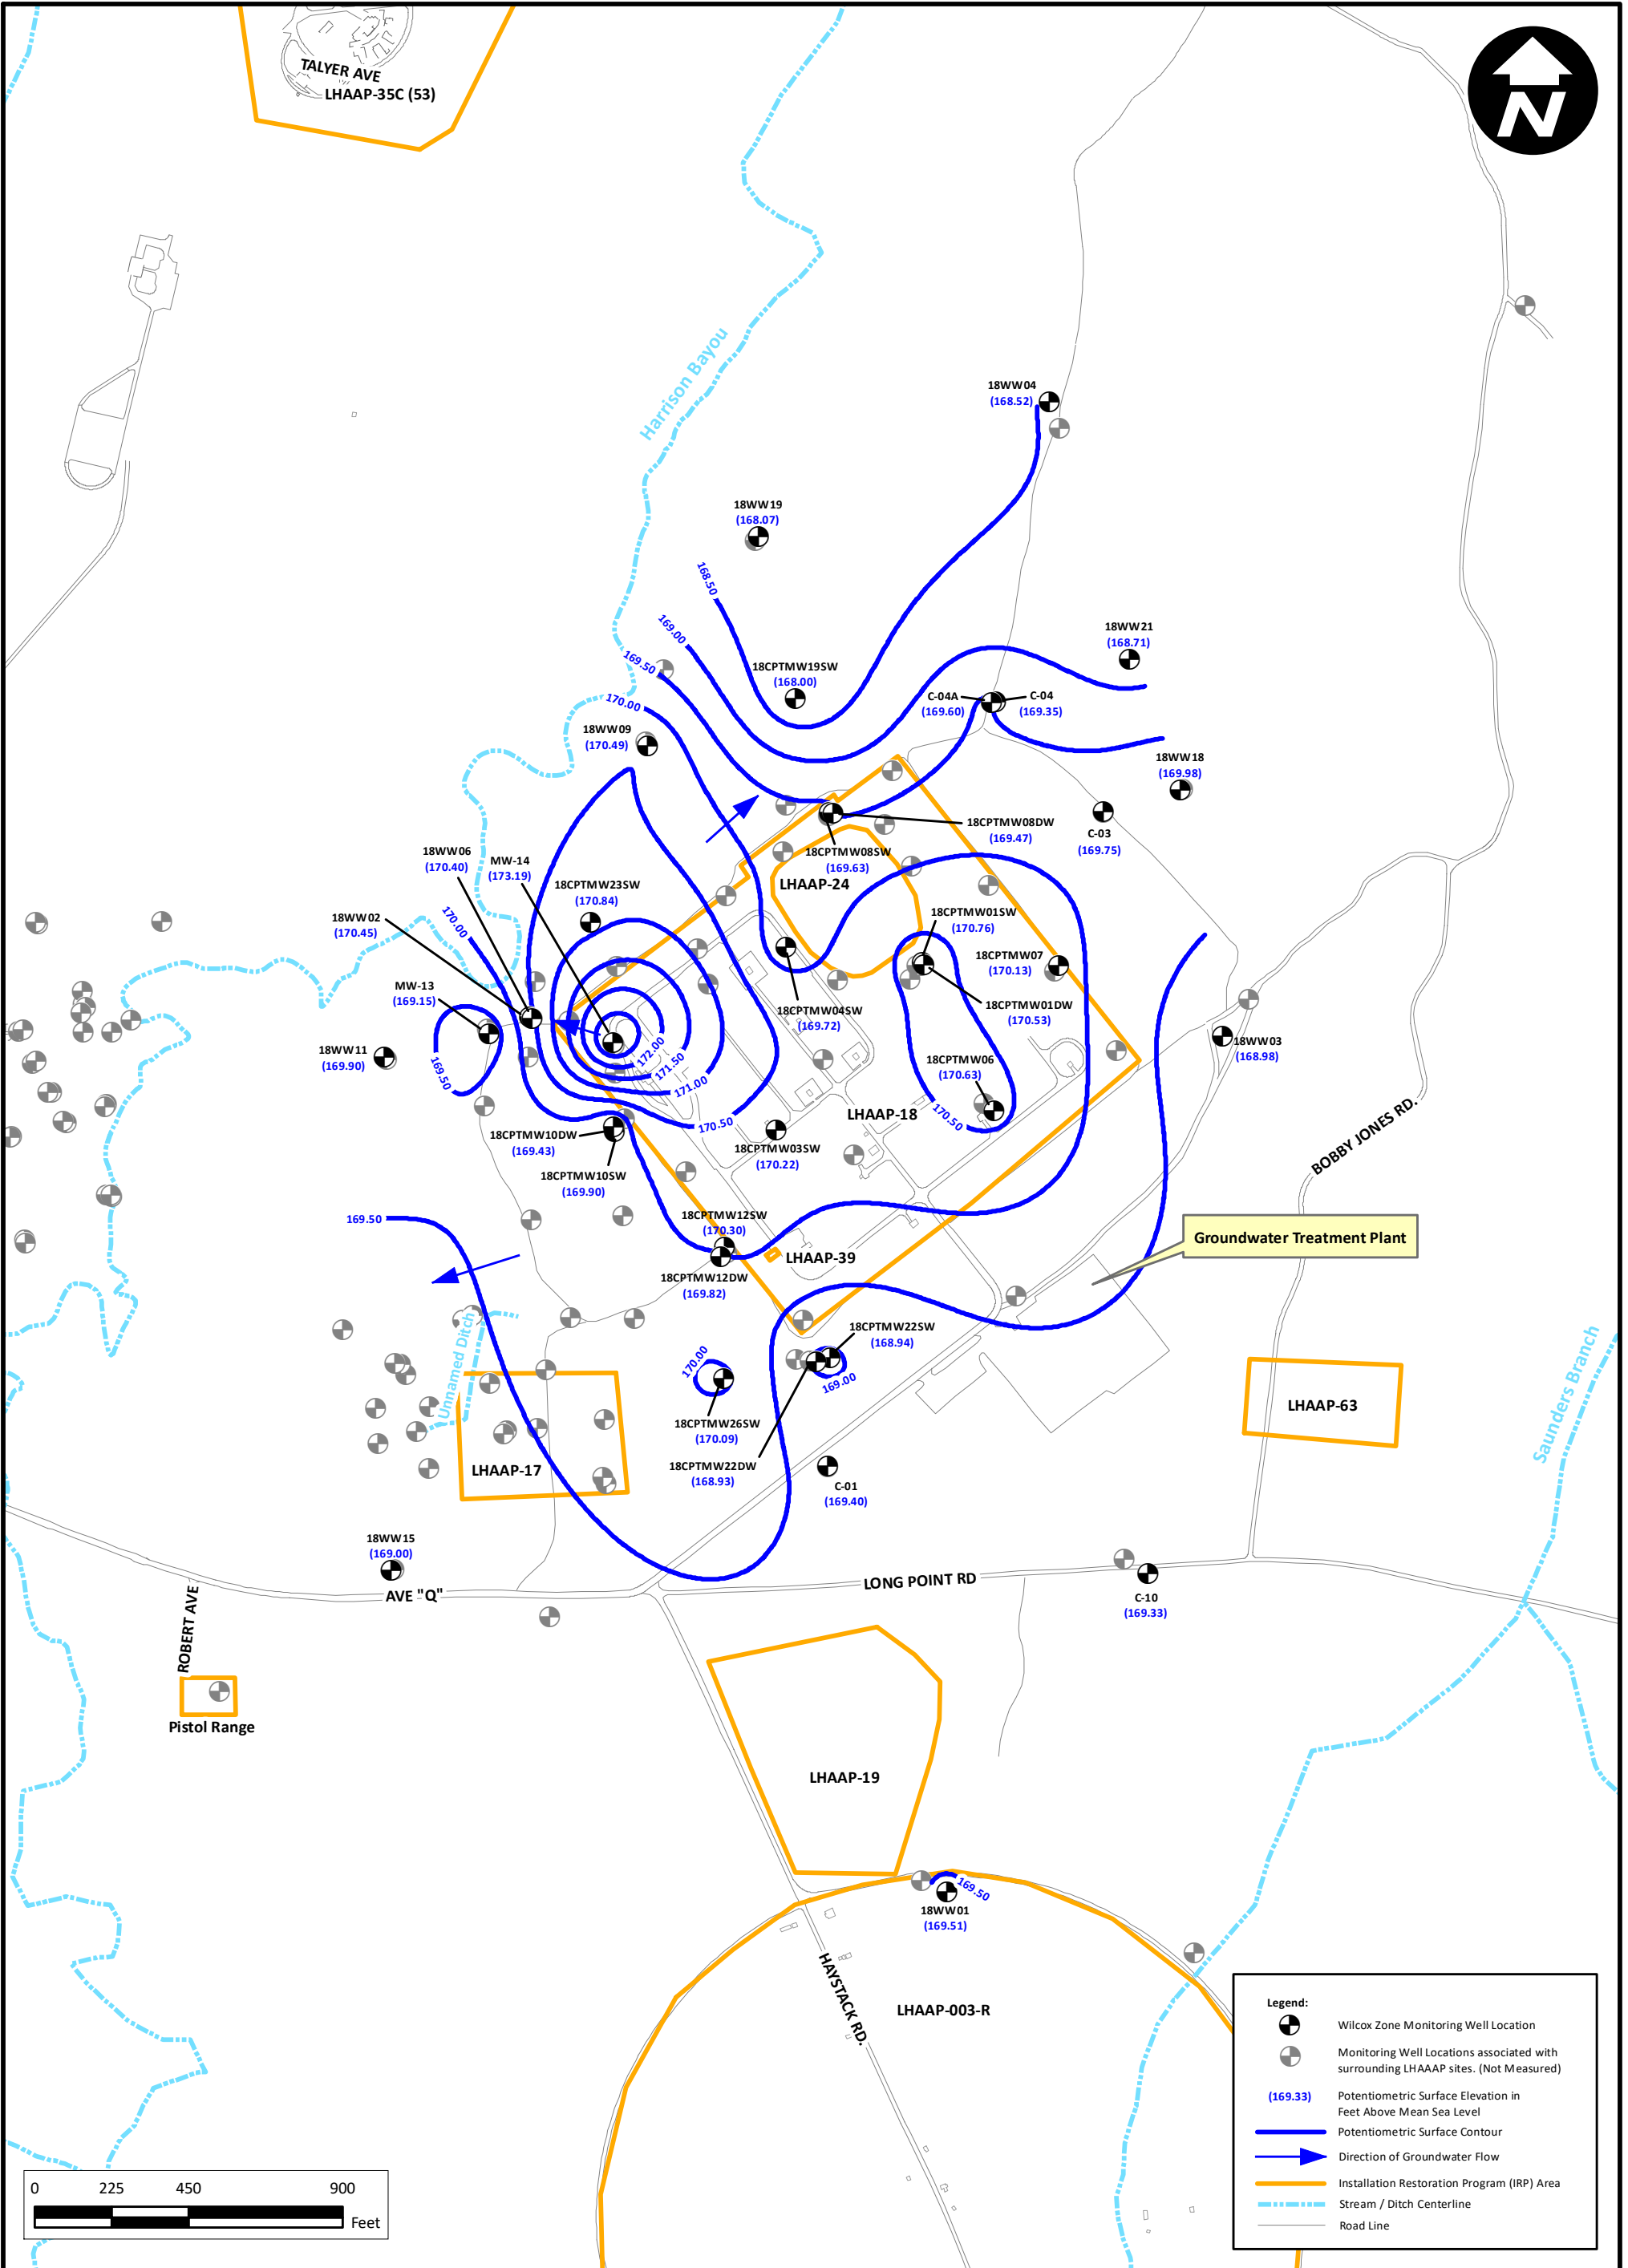 TALYER AVE
LHAAP-35C (53)
N
Harrison Bayou
18WW04
(168.52)
18WW19
(168.07)
168.50
169.00
169.50
170.00
18WW21
(168.71)
18CPTMW19SW
(168.00)
C-04A
(169.60)
C-04
(169.35)
18WW09
(170.49)
18WW18
(169.98)
C-03
(169.75)
18CPTMW08DW
(169.47)
18CPTMW08SW
(169.63)
LHAAP-24
18WW06
(170.40)
MW-14
(173.19)
18CPTMW23SW
(170.84)
18WW02
(170.45)
170.00
18CPTMW01SW
(170.76)
18CPTMW07
(170.13)
MW-13
(169.15)
18CPTMW04SW
(169.72)
18CPTMW01DW
(170.53)
18WW11
(169.90)
169.50
172.00
171.50
171.00
170.50
18CPTMW06
(170.63)
170.50
18WW03
(168.98)
LHAAP-18
18CPTMW10DW
(169.43)
18CPTMW10SW
(169.90)
18CPTMW03SW
(170.22)
BOBBY JONES RD.
169.50
18CPTMW12SW
(170.30)
LHAAP-39
18CPTMW12DW
(169.82)
Groundwater Treatment Plant
Unnamed Ditch
18CPTMW22SW
(168.94)
170.00
169.00
18CPTMW26SW
(170.09)
18CPTMW22DW
(168.93)
C-01
(169.40)
LHAAP-17
LHAAP-63
Saunders Branch
18WW15
(169.00)
AVE "Q"
LONG POINT RD
C-10
(169.33)
ROBERT AVE
Pistol Range
LHAAP-19
169.50
18WW01
(169.51)
HAYSTACK RD.
LHAAP-003-R
Legend:
Wilcox Zone Monitoring Well Location
Monitoring Well Locations associated with
surrounding LHAAAP sites. (Not Measured)
(169.33)
Potentiometric Surface Elevation in
Feet Above Mean Sea Level
Potentiometric Surface Contour
Direction of Groundwater Flow
Installation Restoration Program (IRP) Area
Stream / Ditch Centerline
Road Line
0 225 450 900
Feet